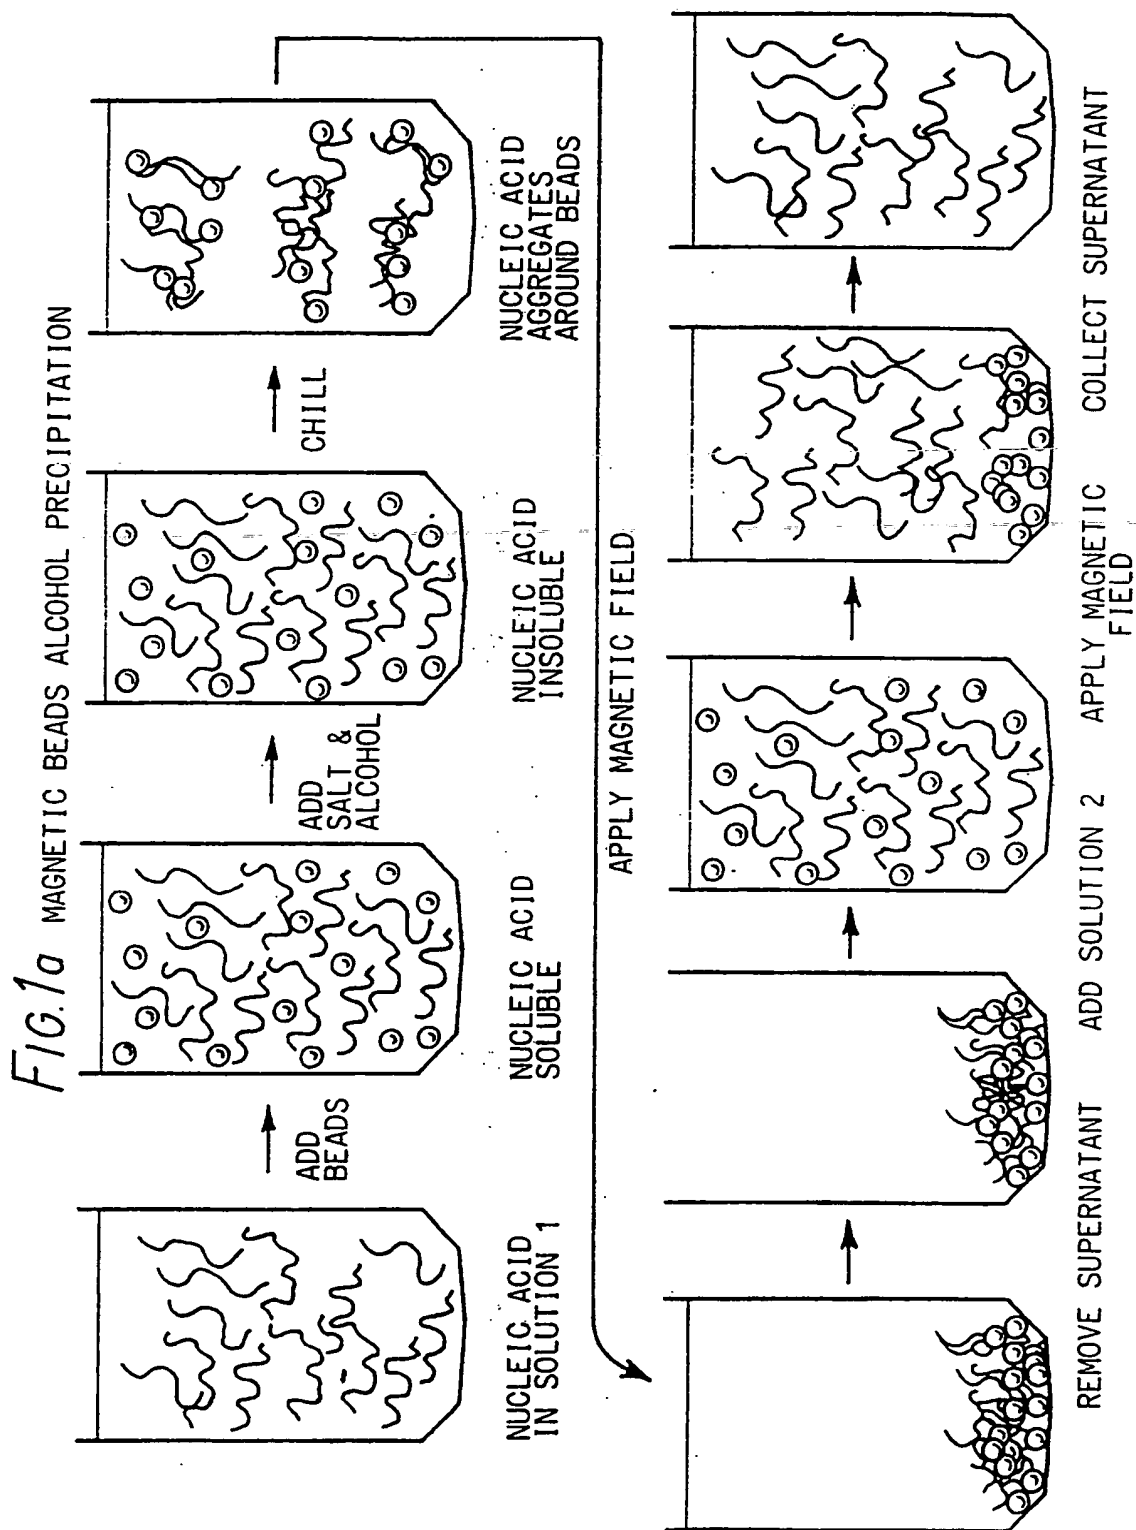 FIG.1a MAGNETIC BEADS ALCOHOL PRECIPITATION
ADD
BEADS
ADD
SALT &
ALCOHOL
CHILL
NUCLEIC ACID
IN SOLUTION 1
NUCLEIC ACID
SOLUBLE
NUCLEIC ACID
INSOLUBLE
NUCLEIC ACID
AGGREGATES
AROUND BEADS
APPLY MAGNETIC FIELD
REMOVE SUPERNATANT
ADD SOLUTION 2
APPLY MAGNETIC
FIELD
COLLECT SUPERNATANT